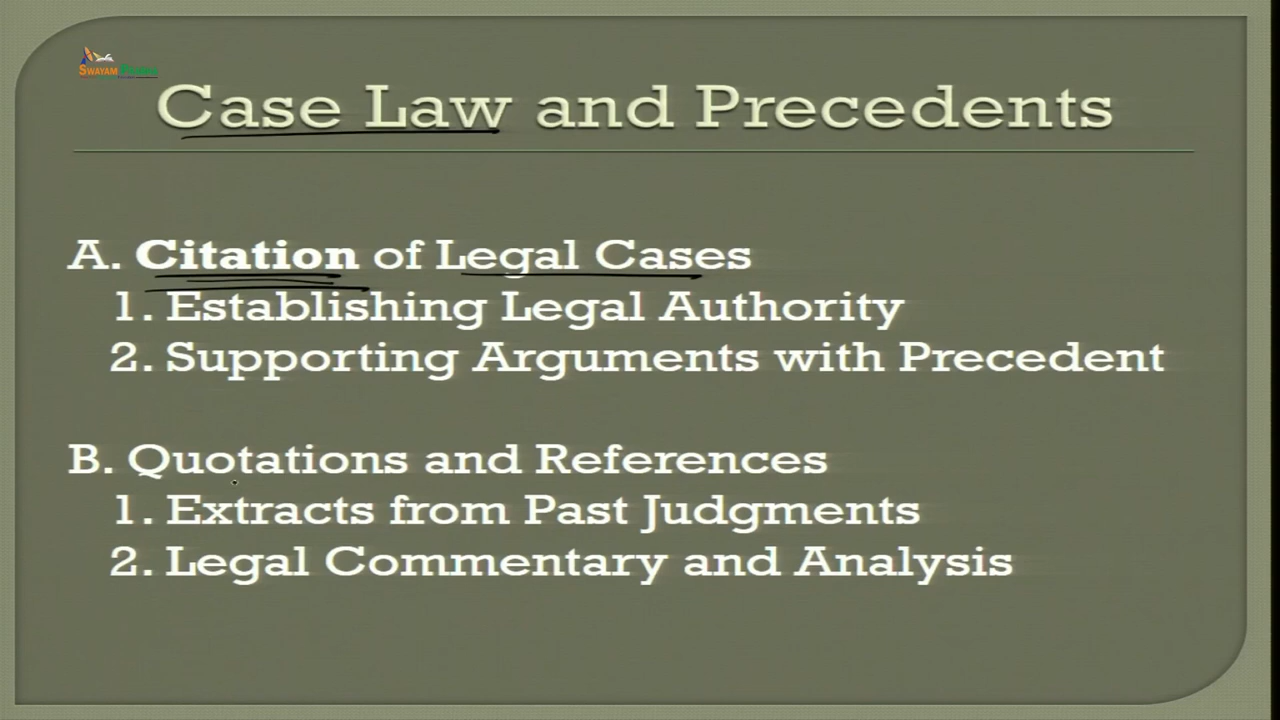 SWAYAM
Case Law and Precedents
A. Citation of Legal Cases
1. Establishing Legal Authority
2. Supporting Arguments with Precedent
B. Quotations and References
1. Extracts from Past Judgments
2. Legal Commentary and Analysis